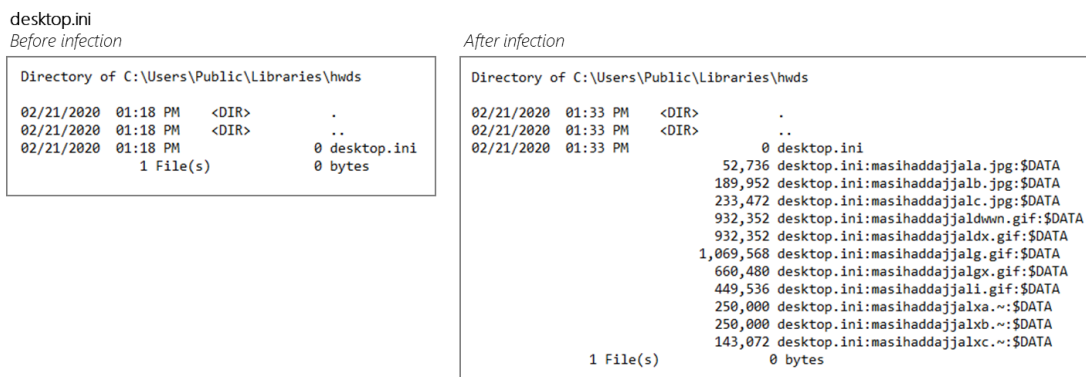 desktop.ini
Before infection
Directory of C:\Users\Public\Libraries\hwds
02/21/2020 01:18 PM <DIR> .
02/21/2020 01:18 PM <DIR> ..
02/21/2020 01:18 PM 0 desktop.ini
1 File(s) 0 bytes
After infection
Directory of C:\Users\Public\Libraries\hwds
02/21/2020 01:33 PM <DIR> .
02/21/2020 01:33 PM <DIR> ..
02/21/2020 01:33 PM 0 desktop.ini
52,736 desktop.ini:masihaddajjala.jpg:$DATA
189,952 desktop.ini:masihaddajjalb.jpg:$DATA
233,472 desktop.ini:masihaddajjalc.jpg:$DATA
932,352 desktop.ini:masihaddajjaldwwn.gif:$DATA
932,352 desktop.ini:masihaddajjaldx.gif:$DATA
1,069,568 desktop.ini:masihaddajjalg.gif:$DATA
660,480 desktop.ini:masihaddajjalgx.gif:$DATA
449,536 desktop.ini:masihaddajjali.gif:$DATA
250,000 desktop.ini:masihaddajjalxa.~:$DATA
250,000 desktop.ini:masihaddajjalxb.~:$DATA
143,072 desktop.ini:masihaddajjalxc.~:$DATA
1 File(s) 0 bytes